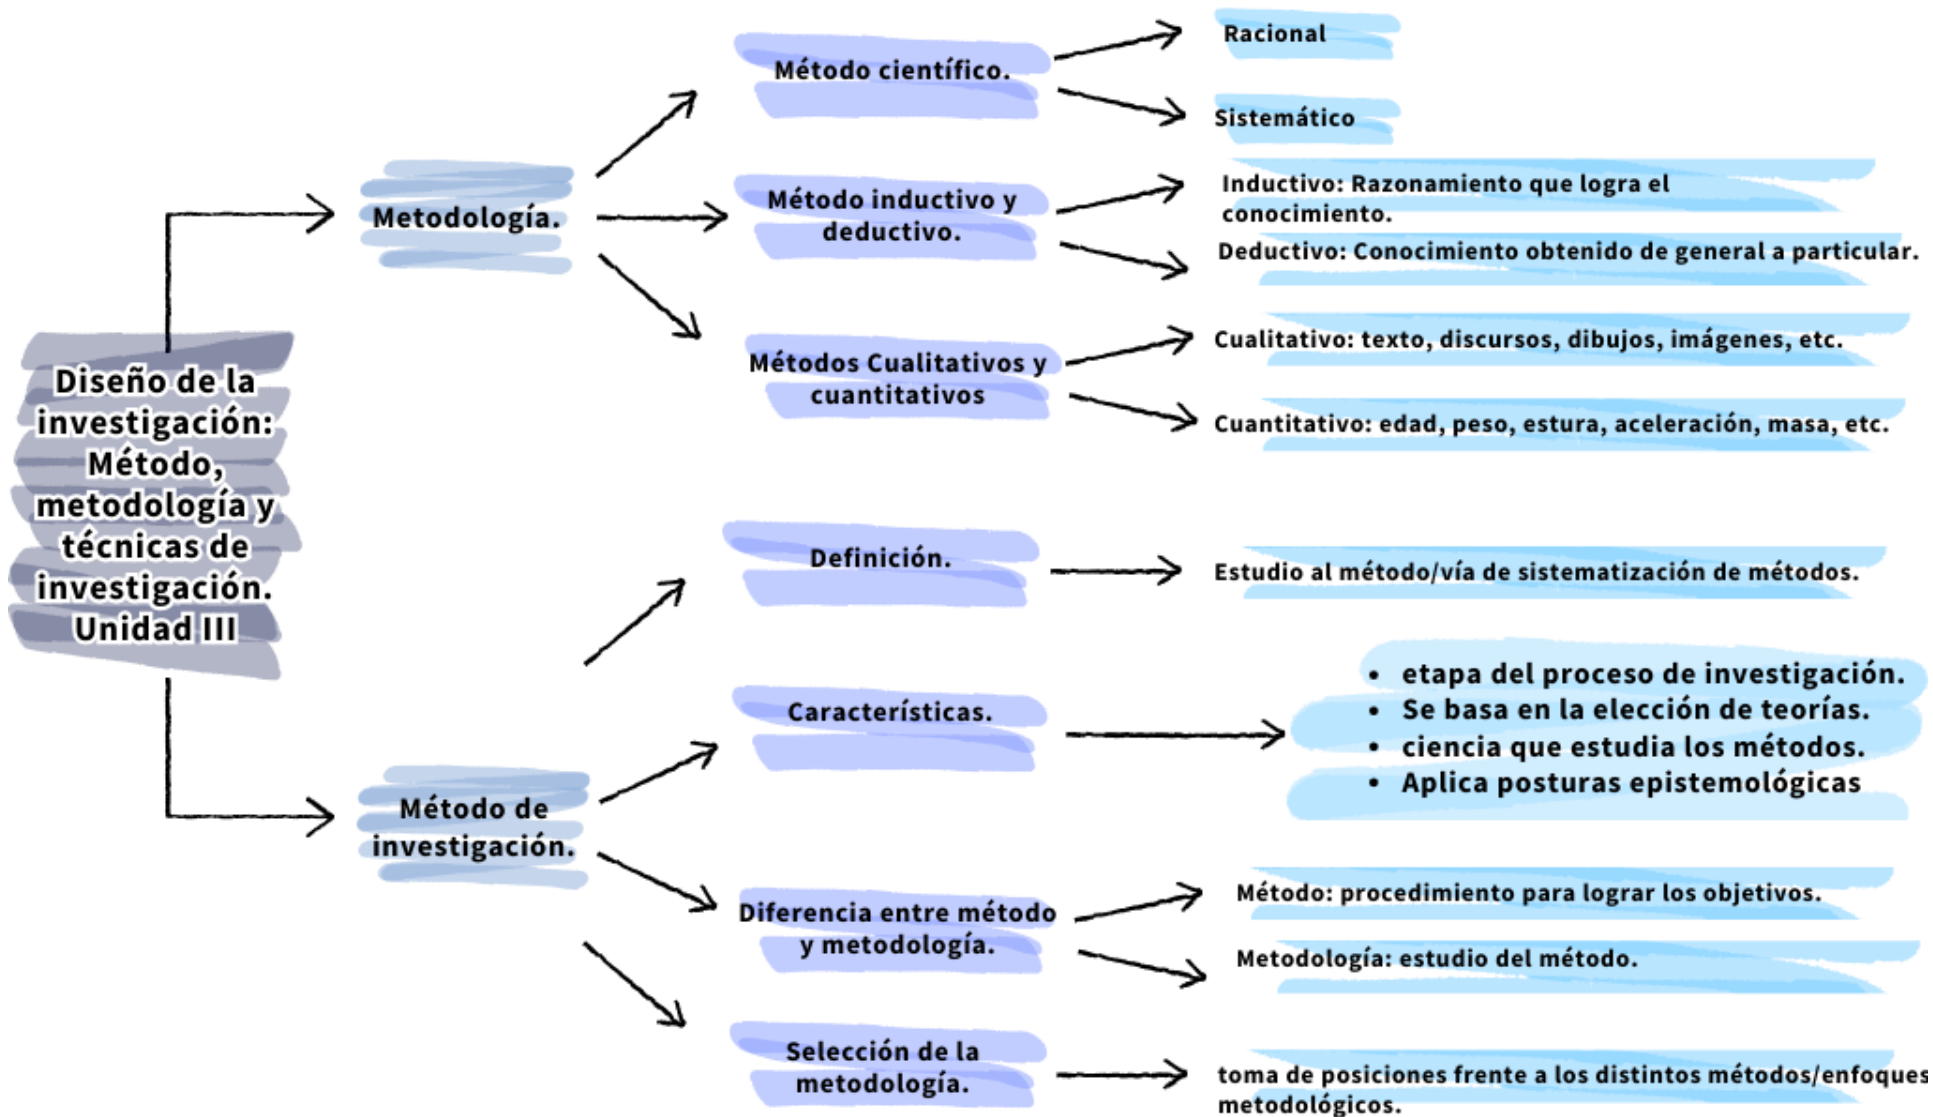 Diseño de la
investigación:
Método,
metodología y
técnicas de
investigación.
Unidad III
Metodología.
Método científico.
Racional
Sistemático
Método inductivo y
deductivo.
Inductivo: Razonamiento que logra el
conocimiento.
Deductivo: Conocimiento obtenido de general a particular.
Métodos Cualitativos y
cuantitativos
Cualitativo: texto, discursos, dibujos, imágenes, etc.
Cuantitativo: edad, peso, estura, aceleración, masa, etc.
Método de
investigación.
Definición.
Estudio al método/vía de sistematización de métodos.
Característícas.
• etapa del proceso de investigación.
• Se basa en la elección de teorías.
• ciencia que estudia los métodos.
• Aplica posturas epistemológicas
Diferencia entre método
y metodología.
Método: procedimiento para lograr los objetivos.
Metodología: estudio del método.
Selección de la
metodología.
toma de posiciones frente a los distintos métodos/enfoques
metodológicos.